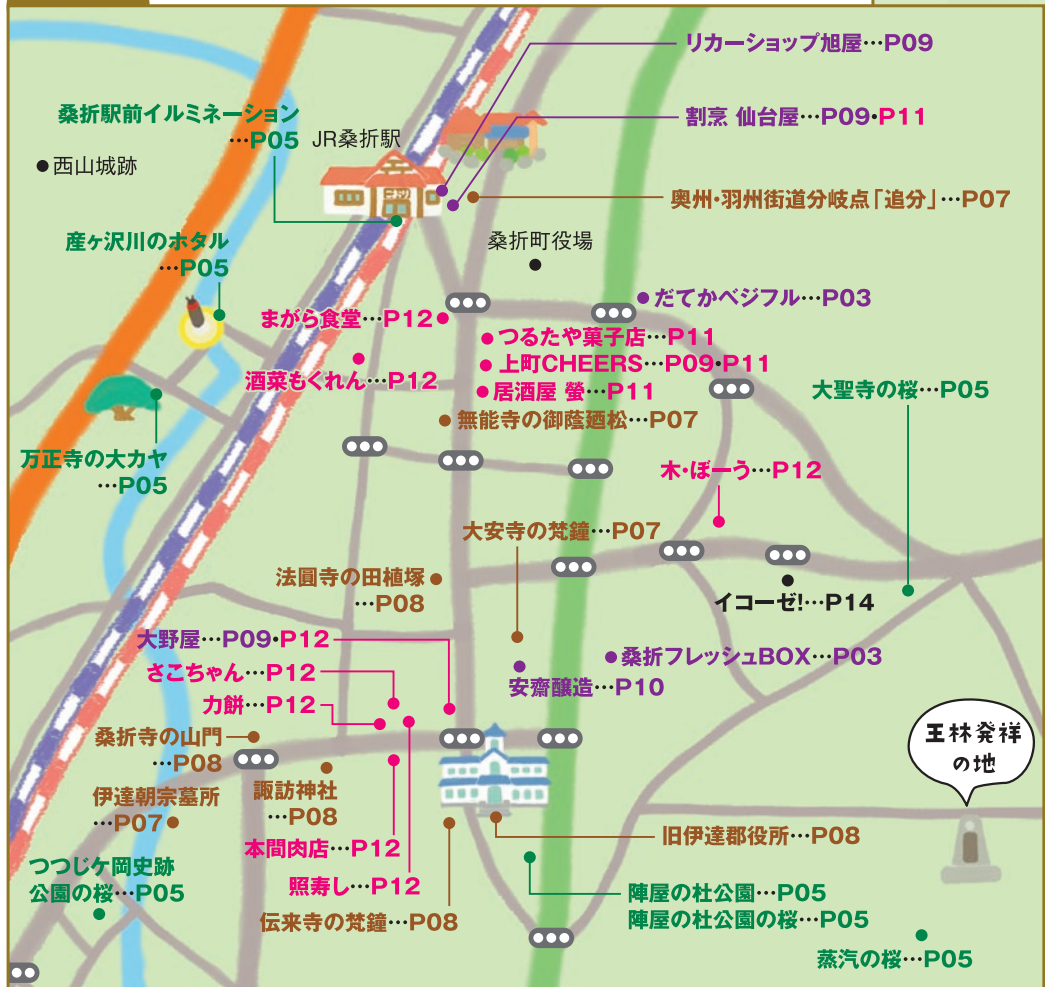 リカーショップ旭屋…P09
桑折駅前イルミネーション
…P05
JR桑折駅
割烹 仙台屋…P09・P11
西山城跡
奥州・羽州街道分岐点「追分」…P07
産ヶ沢川のホタル
…P05
桑折町役場
だてかベジフル…P03
まがら食堂…P12
つるたや菓子店…P11
上町CHEERS…P09・P11
酒菜もくれん…P12
居酒屋 螢…P11
大聖寺の桜…P05
無能寺の御蔭廼松…P07
万正寺の大カヤ
…P05
木・ぼーう…P12
大安寺の梵鐘…P07
法圓寺の田植塚
…P08
イコーゼ!…P14
大野屋…P09・P12
桑折フレッシュBOX…P03
さこちゃん…P12
安齋醸造…P10
力餅…P12
王林発祥
の地
桑折寺の山門
…P08
伊達朝宗墓所
…P07
諏訪神社
…P08
旧伊達郡役所…P08
本間肉店…P12
つつじケ岡史跡
公園の桜…P05
照寿し…P12
陣屋の杜公園…P05
陣屋の杜公園の桜…P05
伝来寺の梵鐘…P08
蒸汽の桜…P05